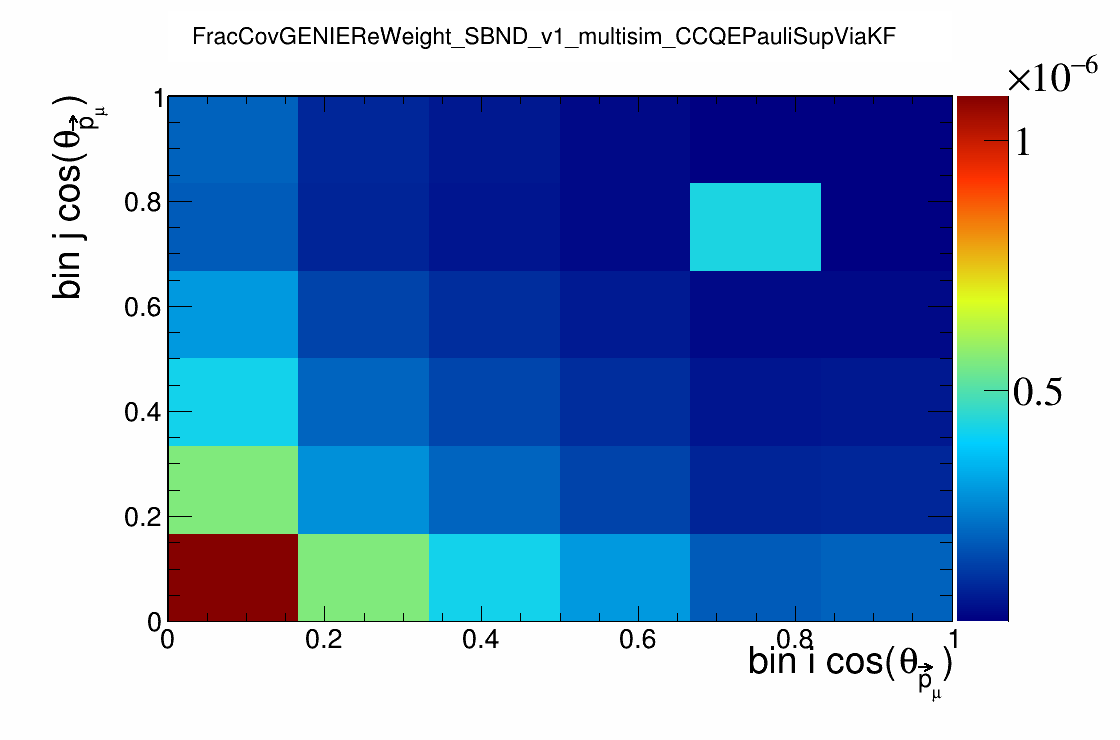 FracCovGENIEReWeight_SBND_v1_multisim_CCQEPauliSupViaKF
×10⁻⁶
bin j cos(θ_p⃗_μ)
1
0.8
0.6
0.4
0.2
0
0 0.2 0.4 0.6 0.8 1
bin i cos(θ_p⃗_μ)
1
0.5